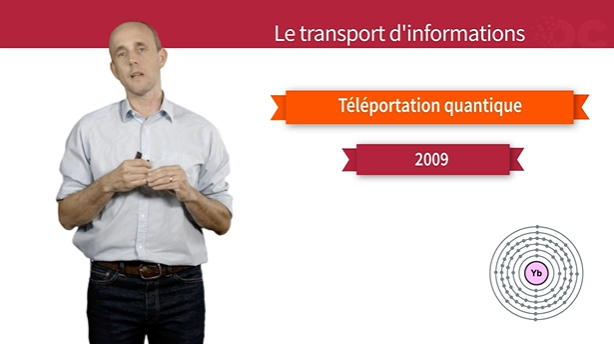 Le transport d'informations
Téléportation quantique
2009
Yb